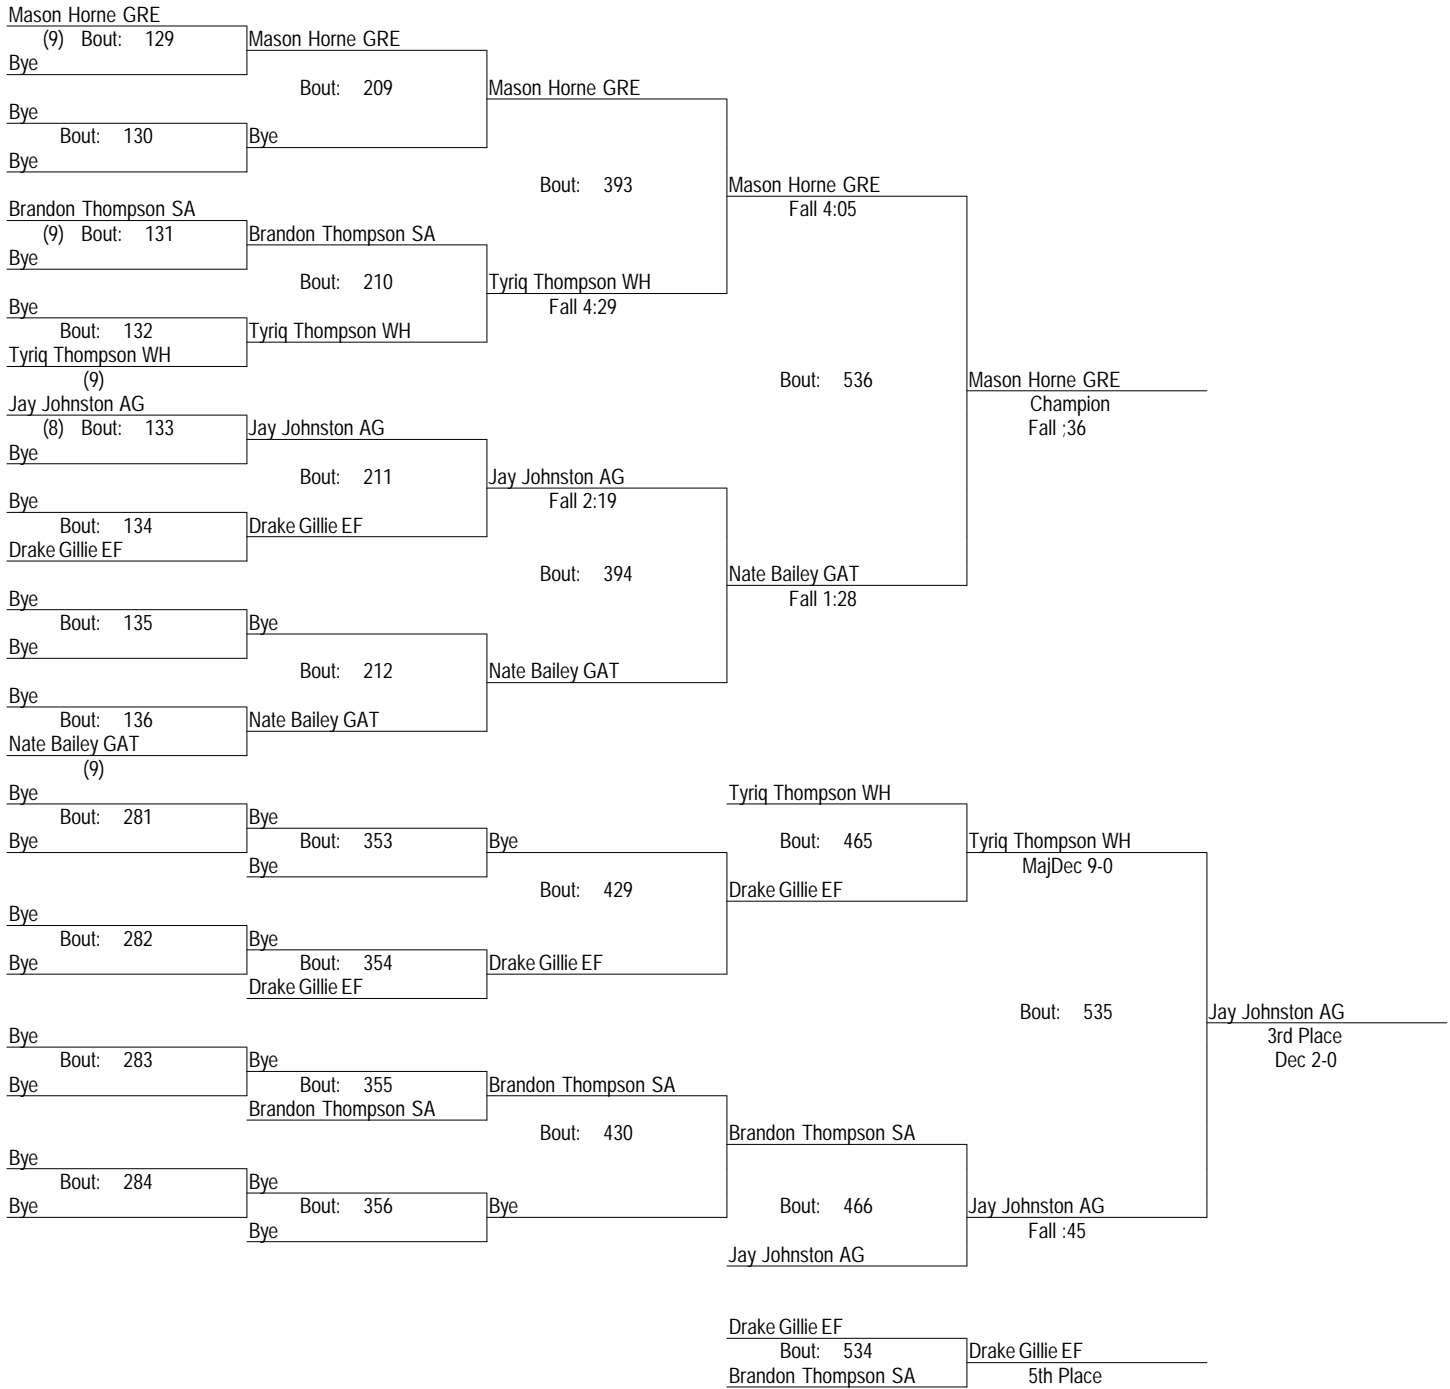 Mason Horne GRE
(9) Bout: 129 Mason Horne GRE
Bye
Bout: 209 Mason Horne GRE
Bye
Bout: 130 Bye
Bye
Bout: 393 Mason Horne GRE
Brandon Thompson SA Fall 4:05
(9) Bout: 131 Brandon Thompson SA
Bye
Bout: 210 Tyriq Thompson WH
Bye Fall 4:29
Bout: 132 Tyriq Thompson WH
Tyriq Thompson WH
(9) Bout: 536 Mason Horne GRE
Jay Johnston AG Champion
(8) Bout: 133 Jay Johnston AG Fall ;36
Bye
Bout: 211 Jay Johnston AG
Bye Fall 2:19
Bout: 134 Drake Gillie EF
Drake Gillie EF
Bout: 394 Nate Bailey GAT
Bye Fall 1:28
Bout: 135 Bye
Bye
Bout: 212 Nate Bailey GAT
Bye
Bout: 136 Nate Bailey GAT
Nate Bailey GAT
(9)
Bye Tyriq Thompson WH
Bout: 281 Bye
Bye Bout: 353 Bye Bout: 465 Tyriq Thompson WH
Bye MajDec 9-0
Bout: 429 Drake Gillie EF
Bye
Bout: 282 Bye
Bye Bout: 354 Drake Gillie EF
Drake Gillie EF
Bout: 535 Jay Johnston AG
Bye 3rd Place
Bout: 283 Bye Dec 2-0
Bye Bout: 355 Brandon Thompson SA
Brandon Thompson SA
Bout: 430 Brandon Thompson SA
Bye
Bout: 284 Bye
Bye Bout: 356 Bye Bout: 466 Jay Johnston AG
Bye Fall :45
Jay Johnston AG
Drake Gillie EF
Bout: 534 Drake Gillie EF
Brandon Thompson SA 5th Place